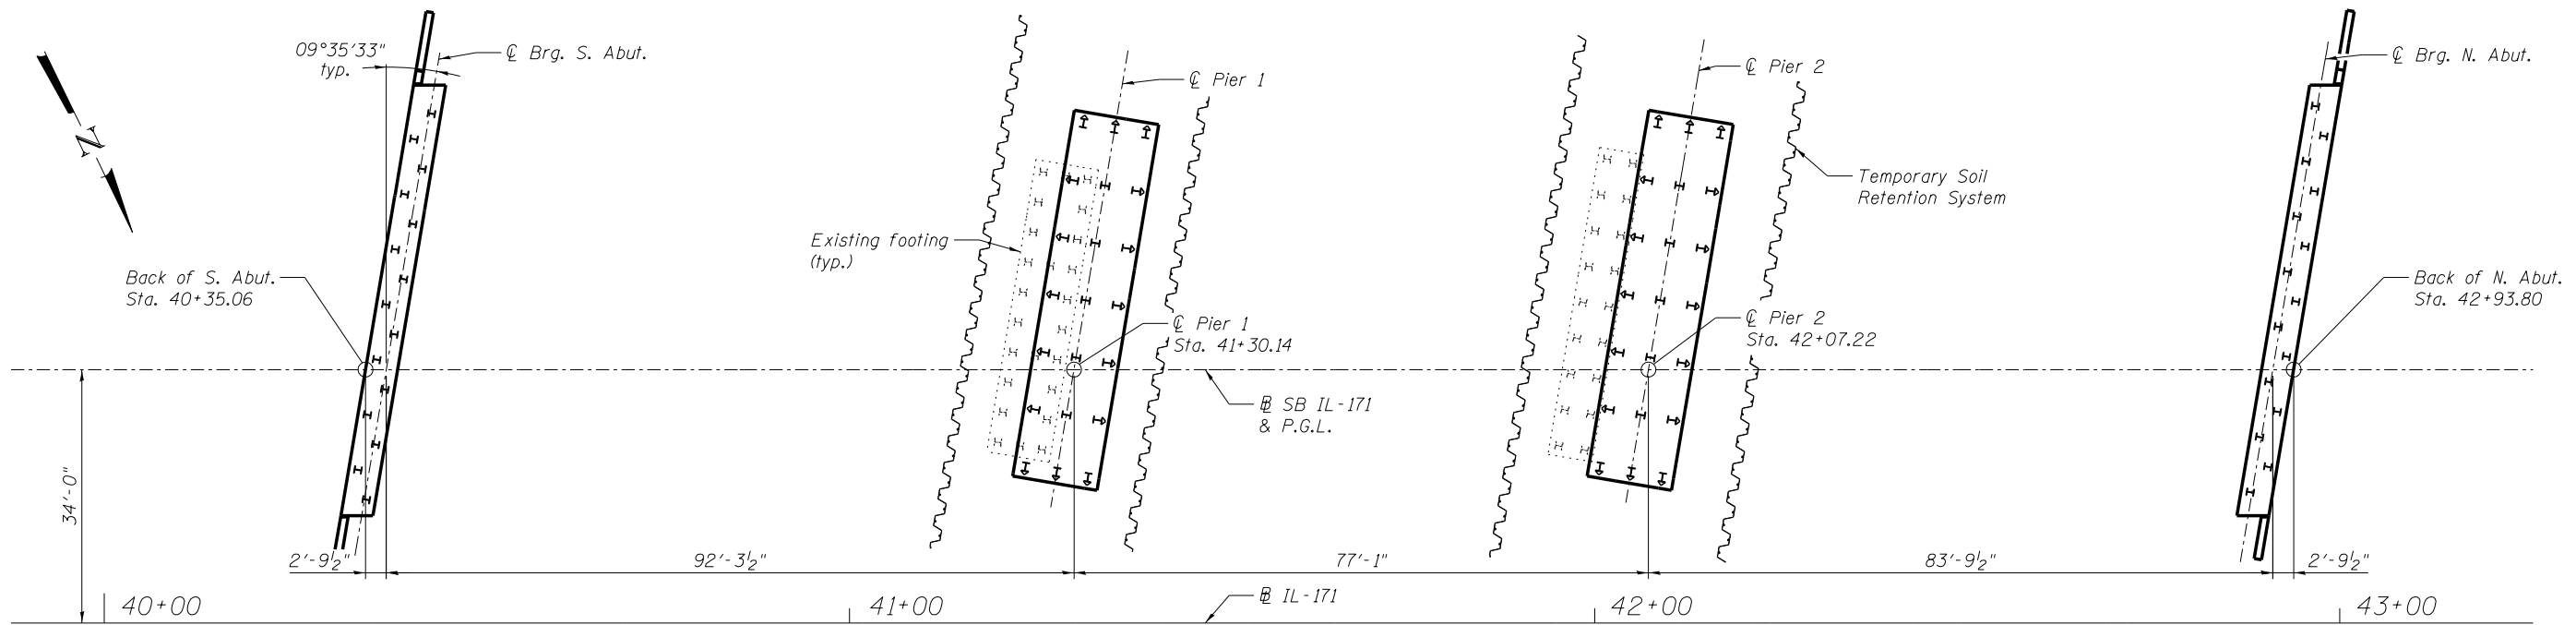 09°35'33"
typ.
℄ Brg. S. Abut.
℄ Pier 1
℄ Pier 2
℄ Brg. N. Abut.
N
Temporary Soil
Retention System
Existing footing
(typ.)
Back of S. Abut.
Sta. 40+35.06
Back of N. Abut.
Sta. 42+93.80
℄ Pier 1
Sta. 41+30.14
℄ Pier 2
Sta. 42+07.22
℔ SB IL-171
& P.G.L.
34'-0"
2'-9½"
92'-3½"
77'-1"
83'-9½"
2'-9½"
40+00
41+00
℔ IL-171
42+00
43+00